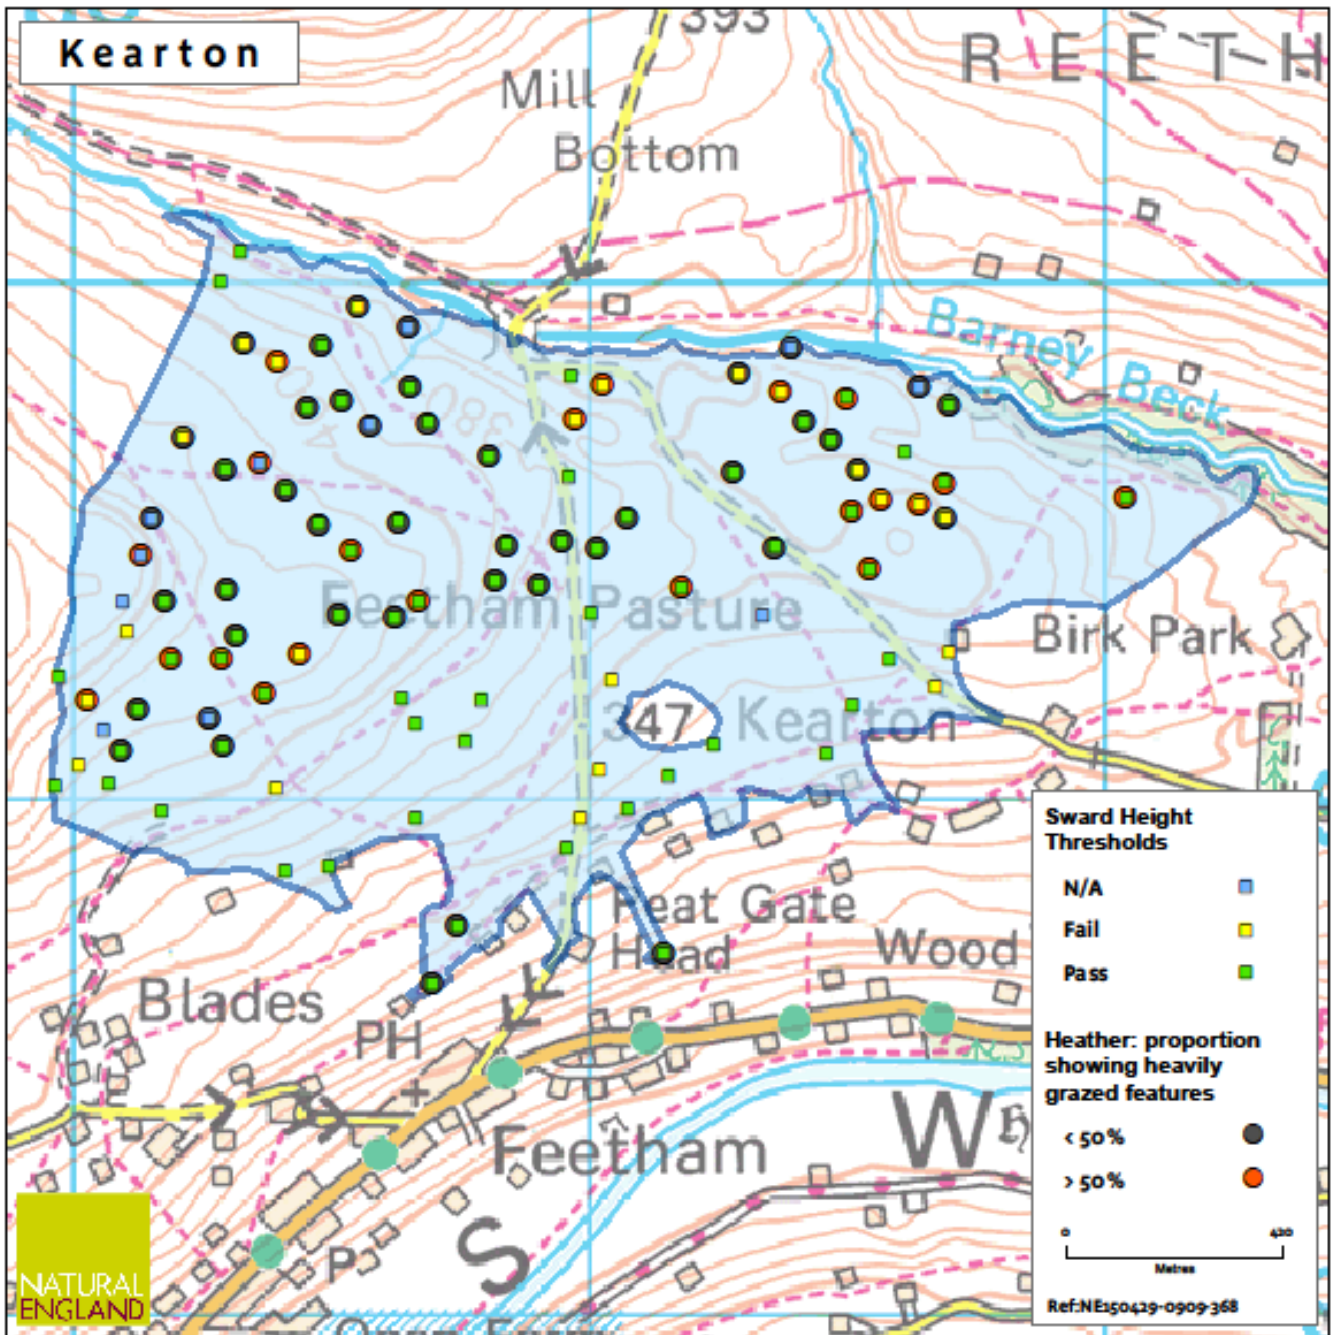 Kearton
393
REETH
Mill
Bottom
Barney
Beck
380
Feetham Pasture
Birk Park
347
Kearton
Peat Gate
Head
Wood
Blades
PH
Feetham
W
S
P
Sward Height
Thresholds
N/A
Fail
Pass
Heather: proportion
showing heavily
grazed features
< 50%
> 50%
0 420
Metres
Ref:NE150429-0909-368
NATURAL
ENGLAND